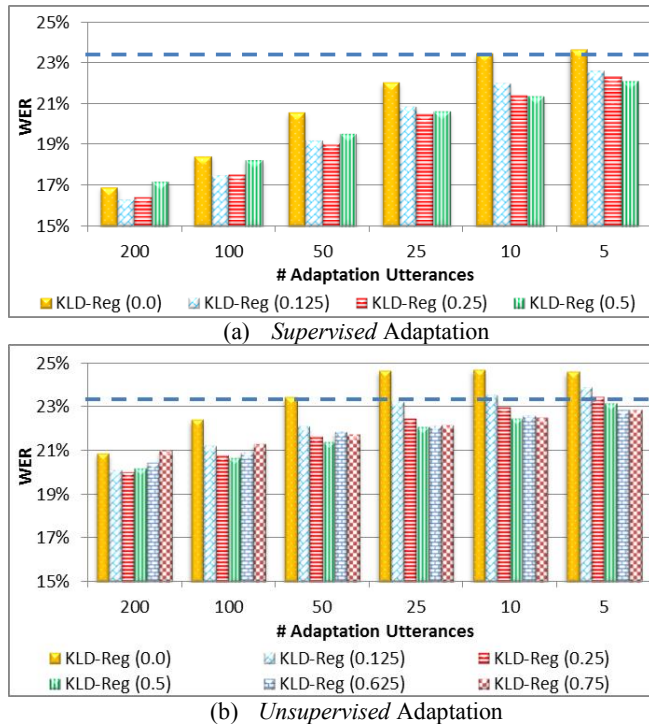 25%
23%
21%
19%
17%
15%
WER
200 100 50 25 10 5
# Adaptation Utterances
KLD-Reg (0.0) KLD-Reg (0.125) KLD-Reg (0.25) KLD-Reg (0.5)
(a) Supervised Adaptation
25%
23%
21%
19%
17%
15%
WER
200 100 50 25 10 5
# Adaptation Utterances
KLD-Reg (0.0) KLD-Reg (0.125) KLD-Reg (0.25)
KLD-Reg (0.5) KLD-Reg (0.625) KLD-Reg (0.75)
(b) Unsupervised Adaptation